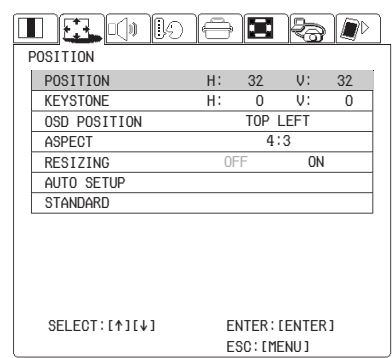 POSITION
POSITION H: 32 V: 32
KEYSTONE H: 0 V: 0
OSD POSITION TOP LEFT
ASPECT 4:3
RESIZING OFF ON
AUTO SETUP
STANDARD
SELECT:[↑][↓] ENTER:[ENTER]
ESC:[MENU]